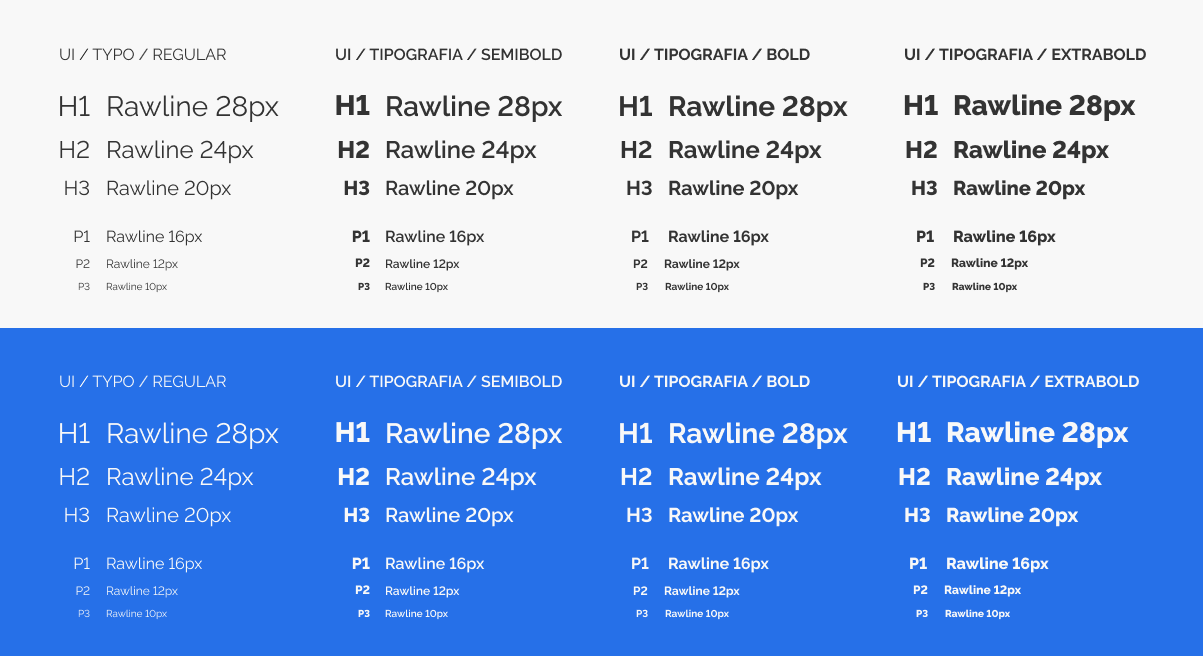 UI / TYPO / REGULAR
H1 Rawline 28px
H2 Rawline 24px
H3 Rawline 20px
P1 Rawline 16px
P2 Rawline 12px
P3 Rawline 10px
UI / TIPOGRAFIA / SEMIBOLD
H1 Rawline 28px
H2 Rawline 24px
H3 Rawline 20px
P1 Rawline 16px
P2 Rawline 12px
P3 Rawline 10px
UI / TIPOGRAFIA / BOLD
H1 Rawline 28px
H2 Rawline 24px
H3 Rawline 20px
P1 Rawline 16px
P2 Rawline 12px
P3 Rawline 10px
UI / TIPOGRAFIA / EXTRABOLD
H1 Rawline 28px
H2 Rawline 24px
H3 Rawline 20px
P1 Rawline 16px
P2 Rawline 12px
P3 Rawline 10px
UI / TYPO / REGULAR
H1 Rawline 28px
H2 Rawline 24px
H3 Rawline 20px
P1 Rawline 16px
P2 Rawline 12px
P3 Rawline 10px
UI / TIPOGRAFIA / SEMIBOLD
H1 Rawline 28px
H2 Rawline 24px
H3 Rawline 20px
P1 Rawline 16px
P2 Rawline 12px
P3 Rawline 10px
UI / TIPOGRAFIA / BOLD
H1 Rawline 28px
H2 Rawline 24px
H3 Rawline 20px
P1 Rawline 16px
P2 Rawline 12px
P3 Rawline 10px
UI / TIPOGRAFIA / EXTRABOLD
H1 Rawline 28px
H2 Rawline 24px
H3 Rawline 20px
P1 Rawline 16px
P2 Rawline 12px
P3 Rawline 10px